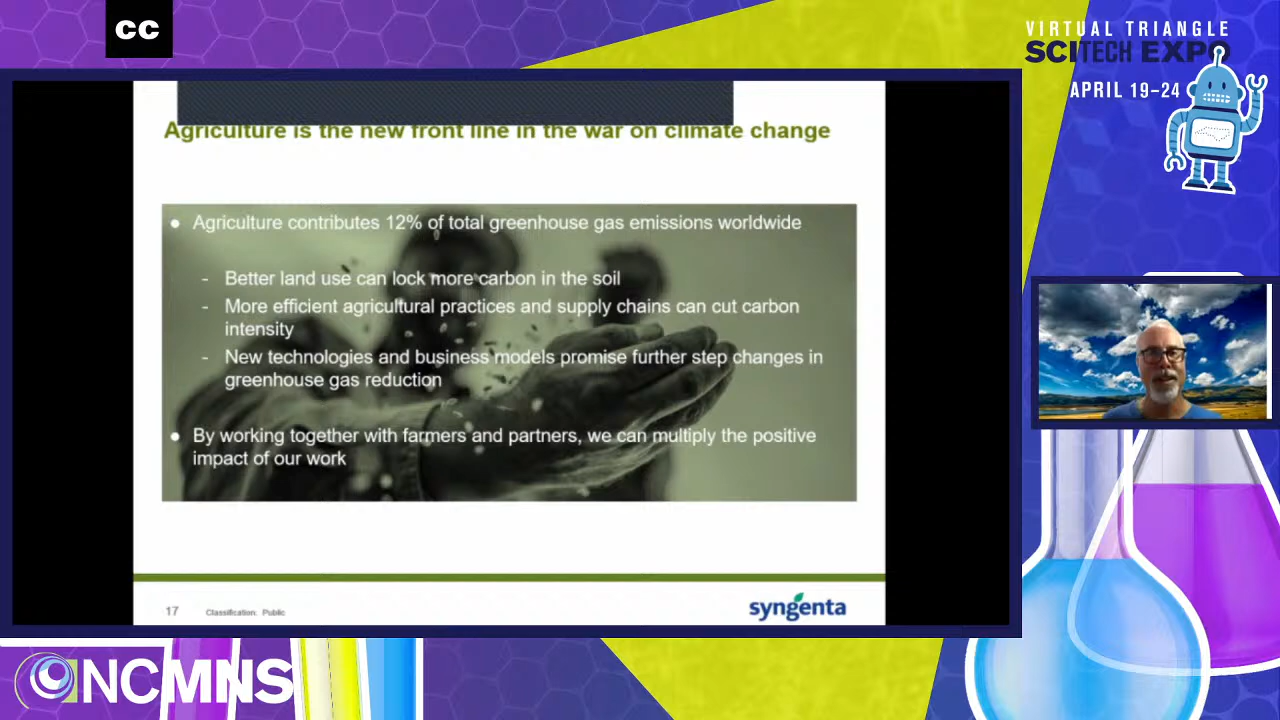 CC
VIRTUAL TRIANGLE
SCITECH EXPO
APRIL 19–24
Agriculture is the new front line in the war on climate change
● Agriculture contributes 12% of total greenhouse gas emissions worldwide
- Better land use can lock more carbon in the soil
- More efficient agricultural practices and supply chains can cut carbon
intensity
- New technologies and business models promise further step changes in
greenhouse gas reduction
● By working together with farmers and partners, we can multiply the positive
impact of our work
17 Classification: Public
syngenta
NCMNS